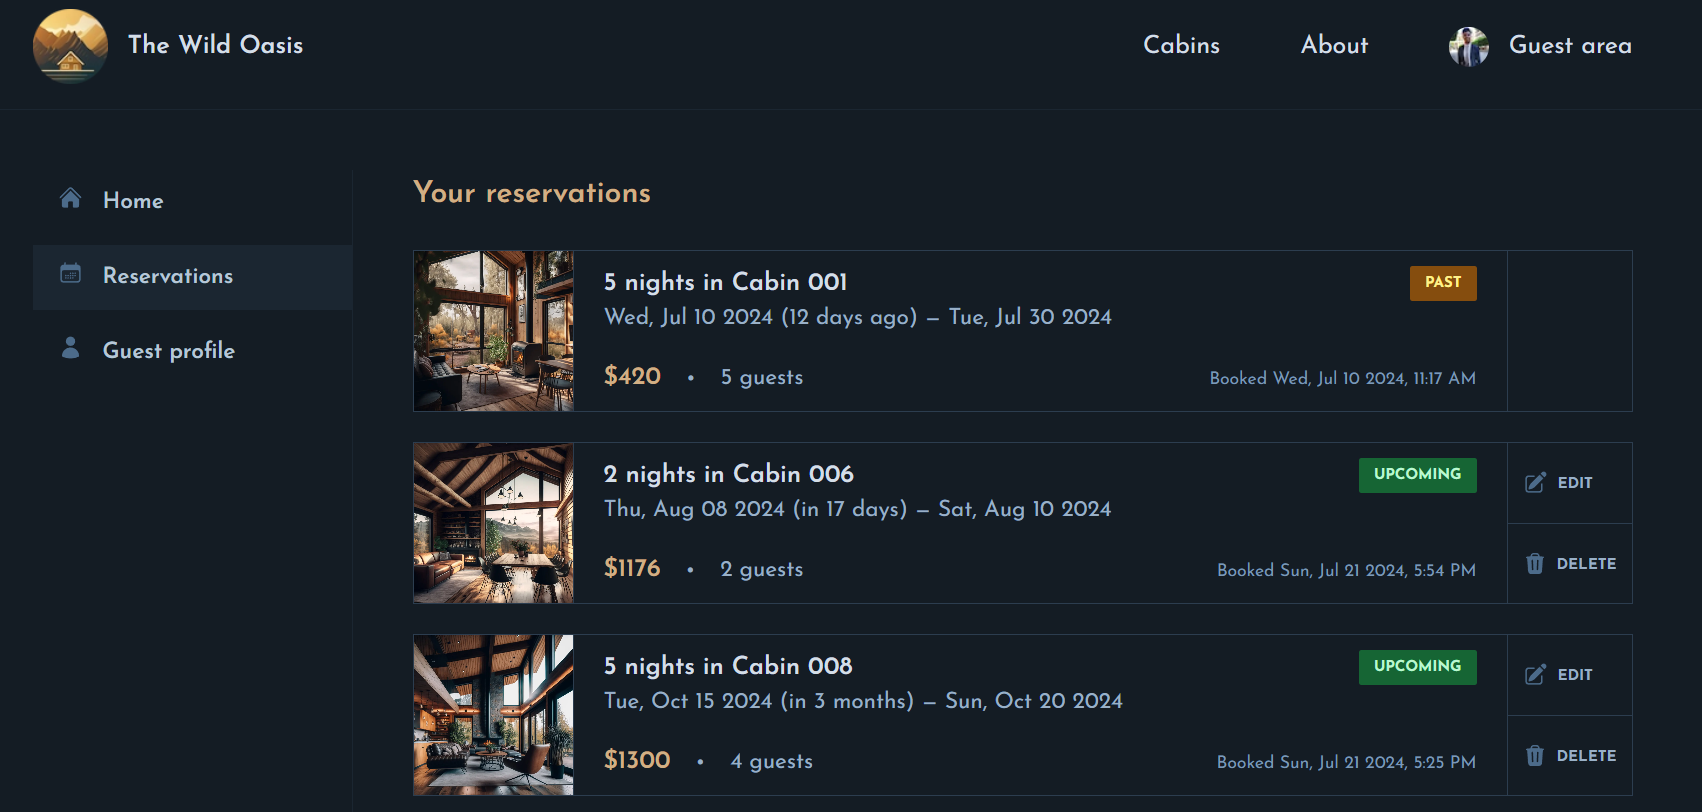 The Wild Oasis
Cabins
About
Guest area
Home
Reservations
Guest profile
Your reservations
5 nights in Cabin 001
PAST
Wed, Jul 10 2024 (12 days ago) – Tue, Jul 30 2024
$420 • 5 guests
Booked Wed, Jul 10 2024, 11:17 AM
2 nights in Cabin 006
UPCOMING
Thu, Aug 08 2024 (in 17 days) – Sat, Aug 10 2024
$1176 • 2 guests
Booked Sun, Jul 21 2024, 5:54 PM
EDIT
DELETE
5 nights in Cabin 008
UPCOMING
Tue, Oct 15 2024 (in 3 months) – Sun, Oct 20 2024
$1300 • 4 guests
Booked Sun, Jul 21 2024, 5:25 PM
EDIT
DELETE